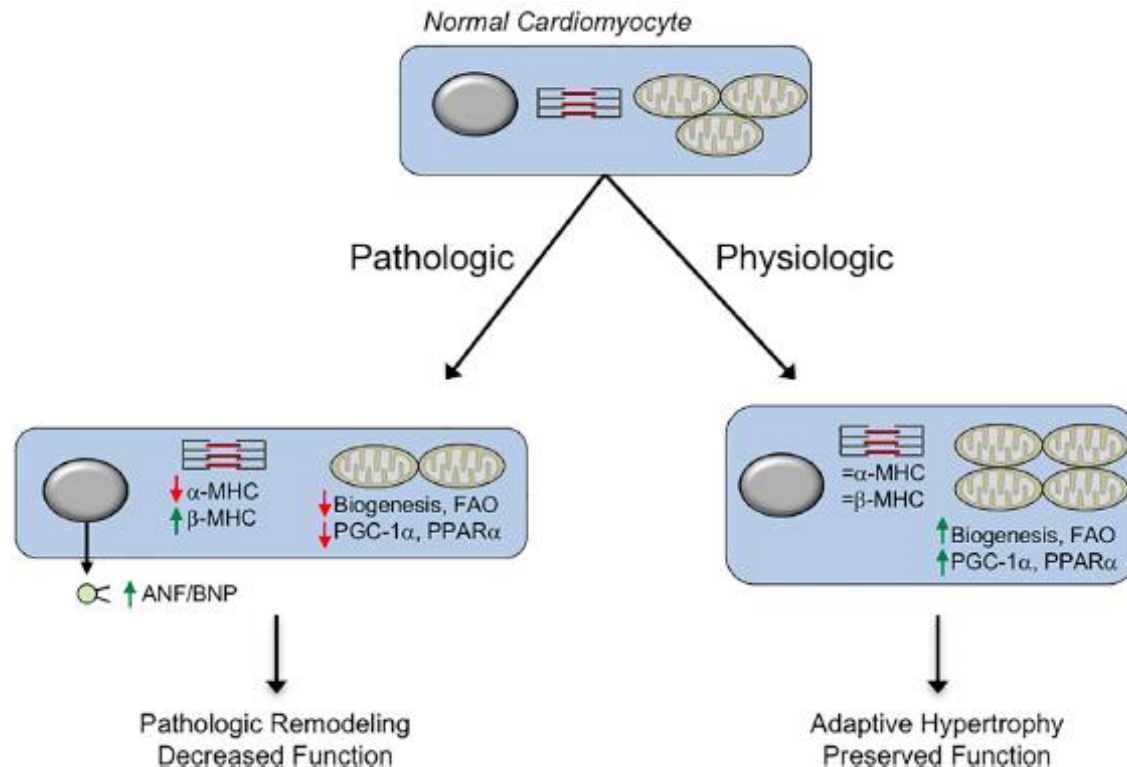 Normal Cardiomyocyte
Pathologic
Physiologic
α-MHC
β-MHC
Biogenesis, FAO
PGC-1α, PPARα
ANF/BNP
=α-MHC
=β-MHC
Biogenesis, FAO
PGC-1α, PPARα
Pathologic Remodeling
Decreased Function
Adaptive Hypertrophy
Preserved Function